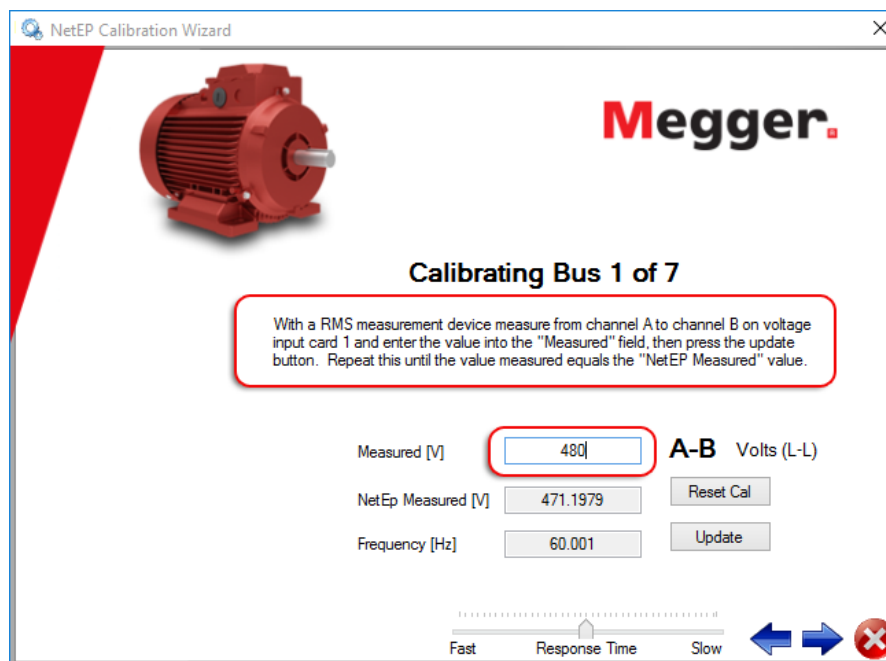 NetEP Calibration Wizard
Megger.
Calibrating Bus 1 of 7
With a RMS measurement device measure from channel A to channel B on voltage
input card 1 and enter the value into the "Measured" field, then press the update
button. Repeat this until the value measured equals the "NetEP Measured" value.
Measured [V] 480 A-B Volts (L-L)
NetEp Measured [V] 471.1979 Reset Cal
Frequency [Hz] 60.001 Update
Fast Response Time Slow